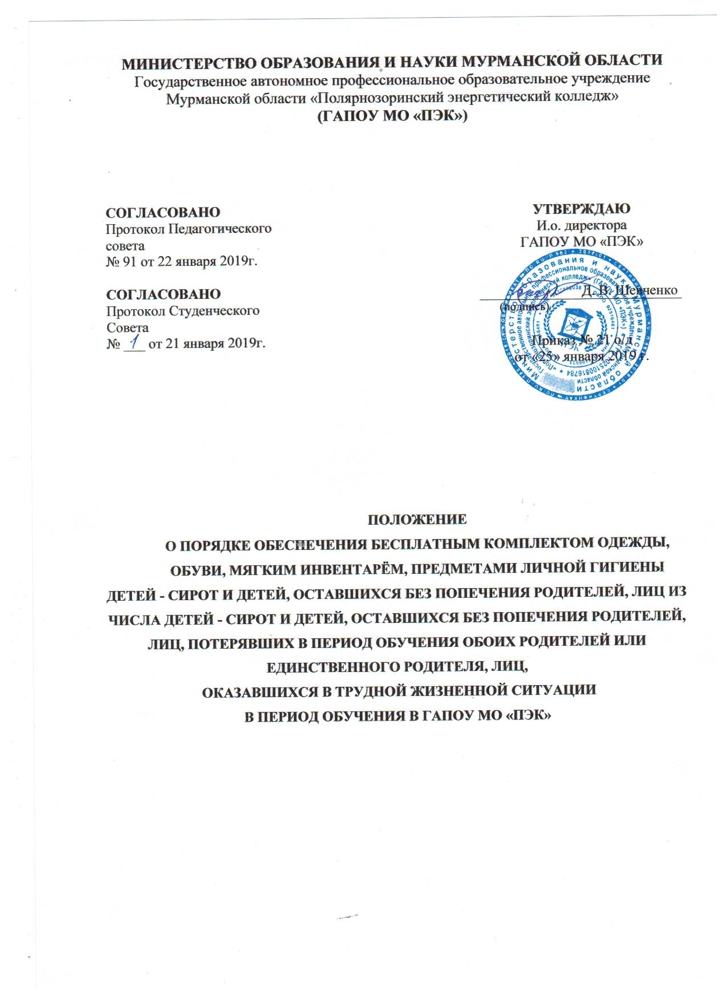 МИНИСТЕРСТВО ОБРАЗОВАНИЯ И НАУКИ МУРМАНСКОЙ ОБЛАСТИ
Государственное автономное профессиональное образовательное учреждение
Мурманской области «Полярнозоринский энергетический колледж»
(ГАПОУ МО «ПЭК»)
СОГЛАСОВАНО
Протокол Педагогического
совета
№ 91 от 22 января 2019г.
СОГЛАСОВАНО
Протокол Студенческого
Совета
№ 1 от 21 января 2019г.
УТВЕРЖДАЮ
И.о. директора
ГАПОУ МО «ПЭК»
Д. В. Шевченко
(подпись)
Приказ № 21 о/д
от «25» января 2019 г.
ПОЛОЖЕНИЕ
О ПОРЯДКЕ ОБЕСПЕЧЕНИЯ БЕСПЛАТНЫМ КОМПЛЕКТОМ ОДЕЖДЫ,
ОБУВИ, МЯГКИМ ИНВЕНТАРЁМ, ПРЕДМЕТАМИ ЛИЧНОЙ ГИГИЕНЫ
ДЕТЕЙ - СИРОТ И ДЕТЕЙ, ОСТАВШИХСЯ БЕЗ ПОПЕЧЕНИЯ РОДИТЕЛЕЙ, ЛИЦ ИЗ
ЧИСЛА ДЕТЕЙ - СИРОТ И ДЕТЕЙ, ОСТАВШИХСЯ БЕЗ ПОПЕЧЕНИЯ РОДИТЕЛЕЙ,
ЛИЦ, ПОТЕРЯВШИХ В ПЕРИОД ОБУЧЕНИЯ ОБОИХ РОДИТЕЛЕЙ ИЛИ
ЕДИНСТВЕННОГО РОДИТЕЛЯ, ЛИЦ,
ОКАЗАВШИХСЯ В ТРУДНОЙ ЖИЗНЕННОЙ СИТУАЦИИ
В ПЕРИОД ОБУЧЕНИЯ В ГАПОУ МО «ПЭК»